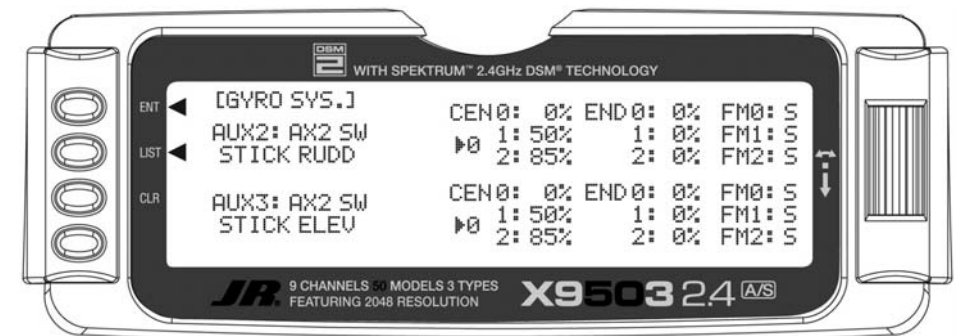 DSM
2
WITH SPEKTRUM™ 2.4GHz DSM® TECHNOLOGY
ENT
LIST
CLR
[GYRO SYS.]
AUX2: AX2 SW
STICK RUDD
CEN0: 0% END0: 0% FM0: S
▶0 1: 50% 1: 0% FM1: S
2: 85% 2: 0% FM2: S
AUX3: AX2 SW
STICK ELEV
CEN0: 0% END0: 0% FM0: S
▶0 1: 50% 1: 0% FM1: S
2: 85% 2: 0% FM2: S
JR. 9 CHANNELS 50 MODELS 3 TYPES
FEATURING 2048 RESOLUTION
X9503 2.4 A/S